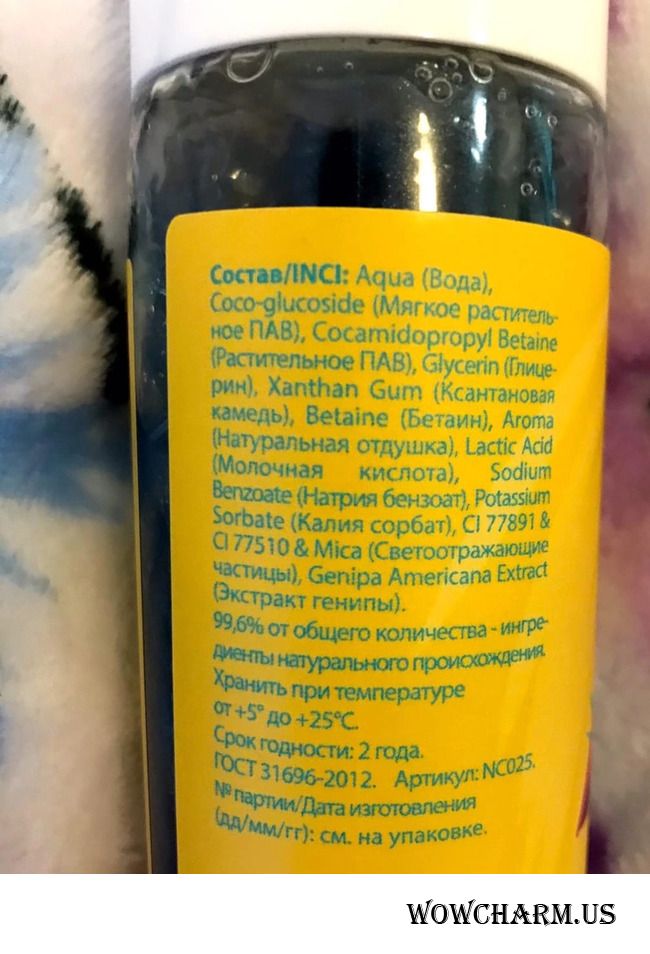 Состав/INCI: Aqua (Вода),
Coco-glucoside (Мягкое раститель-
ное ПАВ), Cocamidopropyl Betaine
(Растительное ПАВ), Glycerin (Глице-
рин), Xanthan Gum (Ксантановая
камедь), Betaine (Бетаин), Aroma
(Натуральная отдушка), Lactic Acid
(Молочная кислота), Sodium
Benzoate (Натрия бензоат), Potassium
Sorbate (Калия сорбат), CI 77891 &
CI 77510 & Mica (Светоотражающие
частицы), Genipa Americana Extract
(Экстракт генипы).
99,6% от общего количества - ингре-
диенты натурального происхождения.
Хранить при температуре
от +5° до +25°С.
Срок годности: 2 года.
ГОСТ 31696-2012. Артикул: NC025.
№ партии/Дата изготовления
(дд/мм/гг): см. на упаковке.
WOWCHARM.US